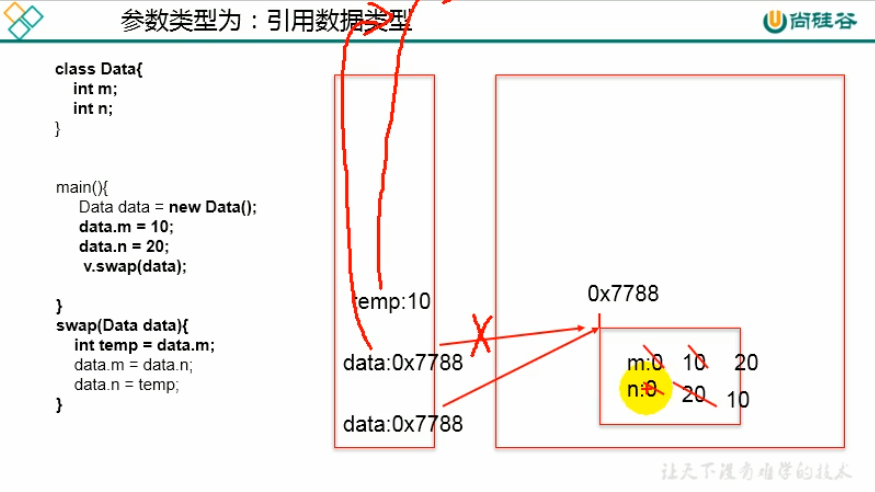 参数类型为：引用数据类型
尚硅谷
class Data{
int m;
int n;
}
main(){
Data data = new Data();
data.m = 10;
data.n = 20;
v.swap(data);
}
swap(Data data){
int temp = data.m;
data.m = data.n;
data.n = temp;
}
temp:10
data:0x7788
data:0x7788
0x7788
m:0 10 20
n:0 20 10
让天下没有难学的技术